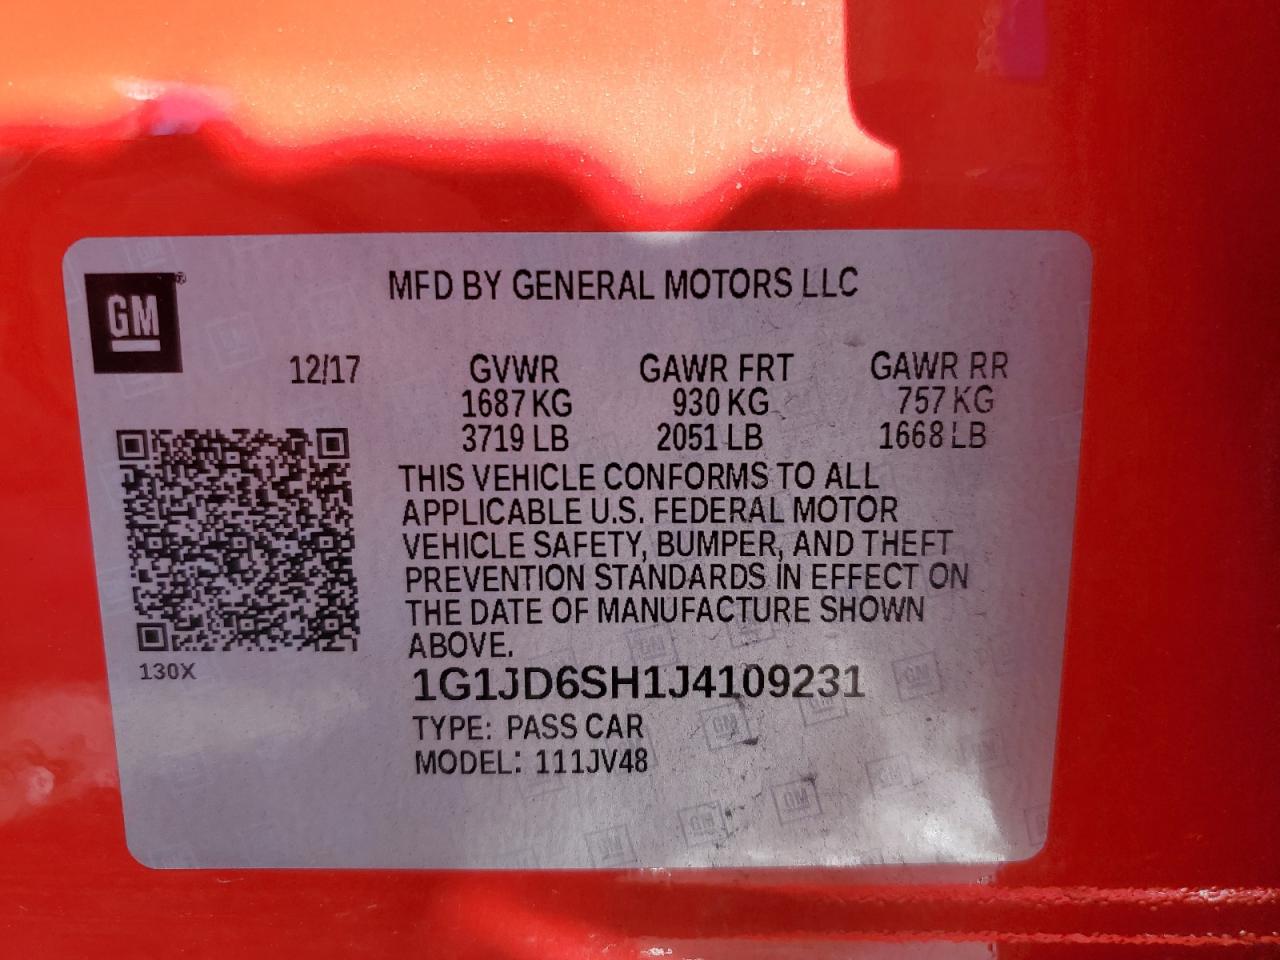 GM®
MFD BY GENERAL MOTORS LLC
12/17 GVWR GAWR FRT GAWR RR
1687 KG 930 KG 757 KG
3719 LB 2051 LB 1668 LB
THIS VEHICLE CONFORMS TO ALL
APPLICABLE U.S. FEDERAL MOTOR
VEHICLE SAFETY, BUMPER, AND THEFT
PREVENTION STANDARDS IN EFFECT ON
THE DATE OF MANUFACTURE SHOWN
ABOVE.
130X
1G1JD6SH1J4109231
TYPE: PASS CAR
MODEL: 111JV48